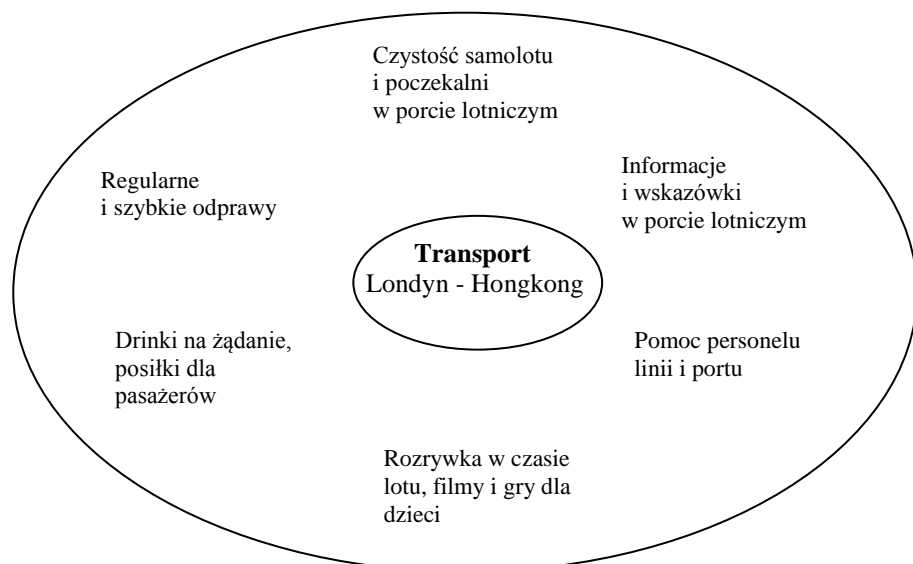 Czystość samolotu
i poczekalni
w porcie lotniczym
Regularne
i szybkie odprawy
Informacje
i wskazówki
w porcie lotniczym
Transport
Londyn - Hongkong
Drinki na żądanie,
posiłki dla
pasażerów
Pomoc personelu
linii i portu
Rozrywka w czasie
lotu, filmy i gry dla
dzieci